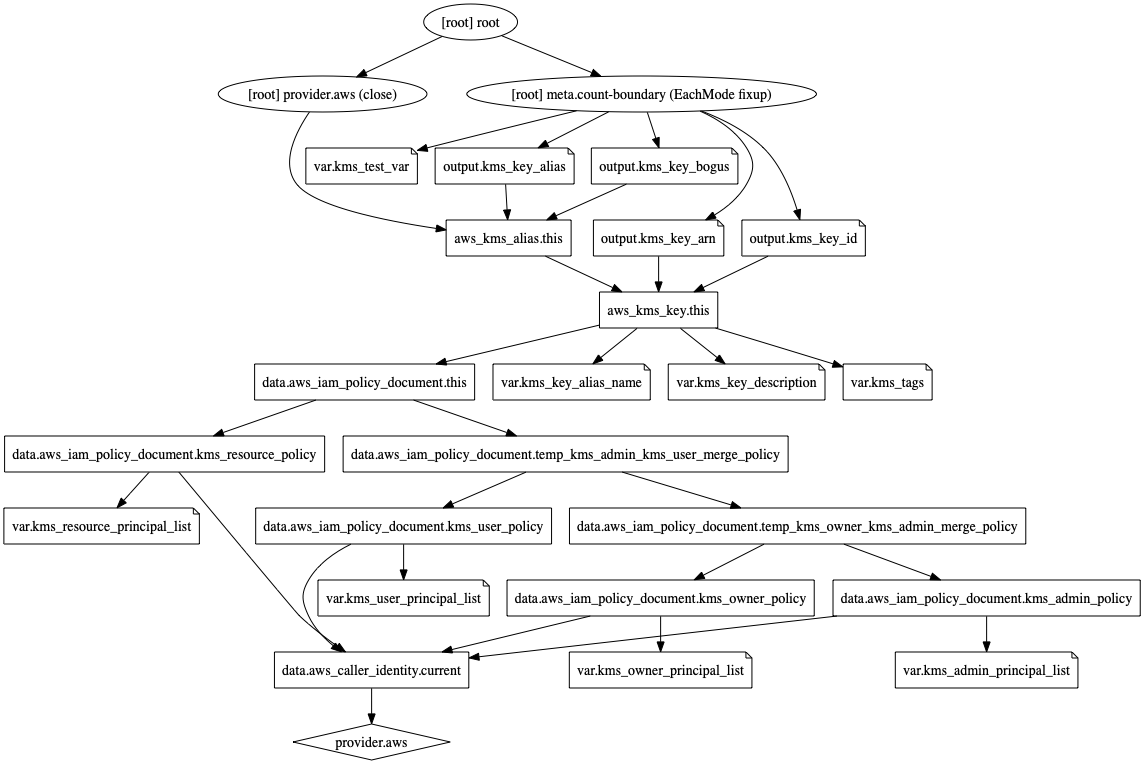 [root] root
[root] provider.aws (close)
[root] meta.count-boundary (EachMode fixup)
var.kms_test_var
output.kms_key_alias
output.kms_key_bogus
aws_kms_alias.this
output.kms_key_arn
output.kms_key_id
aws_kms_key.this
data.aws_iam_policy_document.this
var.kms_key_alias_name
var.kms_key_description
var.kms_tags
data.aws_iam_policy_document.kms_resource_policy
data.aws_iam_policy_document.temp_kms_admin_kms_user_merge_policy
var.kms_resource_principal_list
data.aws_iam_policy_document.kms_user_policy
data.aws_iam_policy_document.temp_kms_owner_kms_admin_merge_policy
var.kms_user_principal_list
data.aws_iam_policy_document.kms_owner_policy
data.aws_iam_policy_document.kms_admin_policy
data.aws_caller_identity.current
var.kms_owner_principal_list
var.kms_admin_principal_list
provider.aws